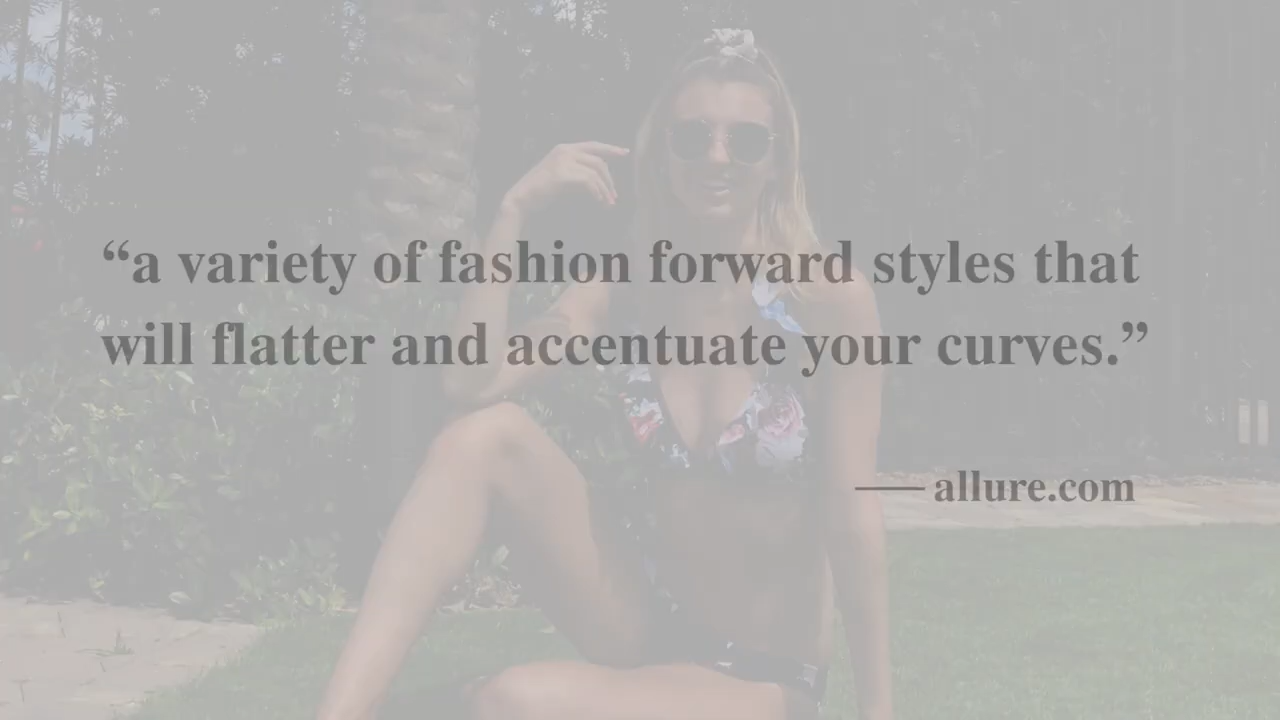 “a variety of fashion forward styles that
will flatter and accentuate your curves.”
— allure.com